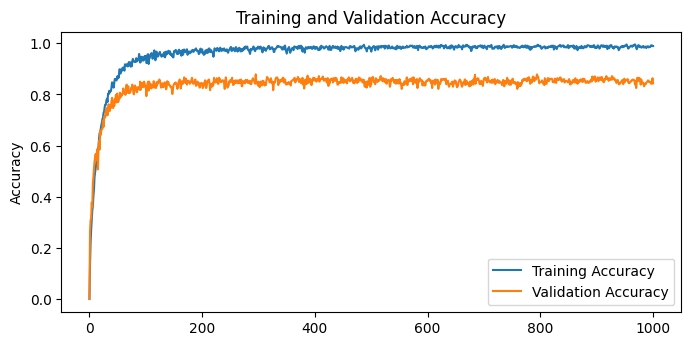 Training and Validation Accuracy
1.0
0.8
0.6
0.4
0.2
0.0
Accuracy
Training Accuracy
Validation Accuracy
0 200 400 600 800 1000